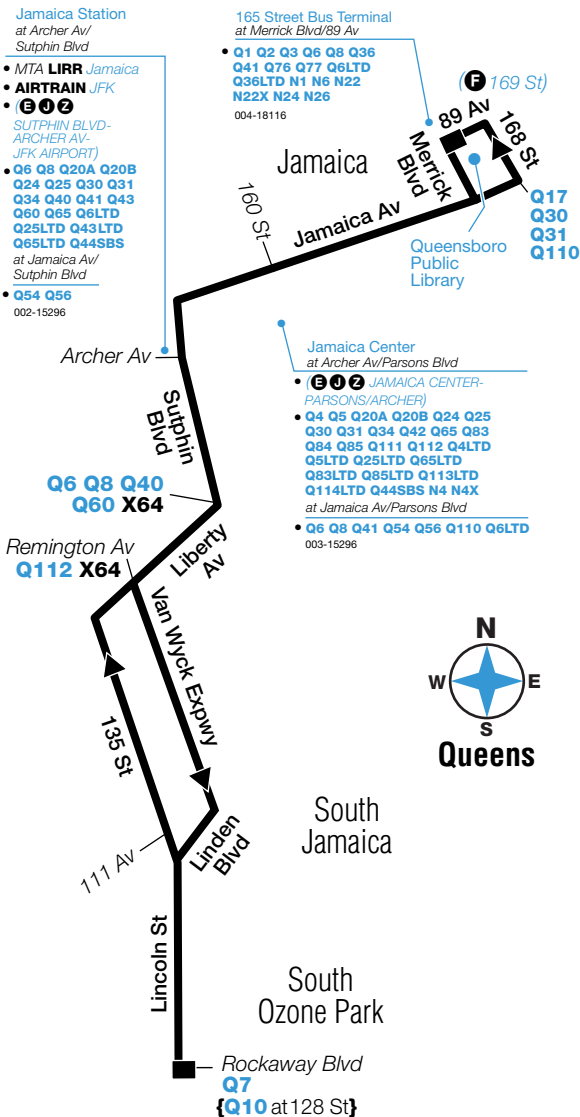 Jamaica Station
at Archer Av/
Sutphin Blvd
• MTA LIRR Jamaica
• AIRTRAIN JFK
• (E J Z
SUTPHIN BLVD-
ARCHER AV-
JFK AIRPORT)
• Q6 Q8 Q20A Q20B
Q24 Q25 Q30 Q31
Q34 Q40 Q41 Q43
Q60 Q65 Q6LTD
Q25LTD Q43LTD
Q65LTD Q44SBS
at Jamaica Av/
Sutphin Blvd
• Q54 Q56
002-15296
165 Street Bus Terminal
at Merrick Blvd/89 Av
• Q1 Q2 Q3 Q6 Q8 Q36
Q41 Q76 Q77 Q6LTD
Q36LTD N1 N6 N22
N22X N24 N26
004-18116
(F 169 St)
89 Av
168 St
Merrick
Blvd
Jamaica
Q17
Q30
Q31
Q110
Queensboro
Public
Library
160 St
Jamaica Av
Archer Av
Jamaica Center
at Archer Av/Parsons Blvd
• (E J Z JAMAICA CENTER-
PARSONS/ARCHER)
• Q4 Q5 Q20A Q20B Q24 Q25
Q30 Q31 Q34 Q42 Q65 Q83
Q84 Q85 Q111 Q112 Q4LTD
Q5LTD Q25LTD Q65LTD
Q83LTD Q85LTD Q113LTD
Q114LTD Q44SBS N4 N4X
at Jamaica Av/Parsons Blvd
• Q6 Q8 Q41 Q54 Q56 Q110 Q6LTD
003-15296
Sutphin
Blvd
Q6 Q8 Q40
Q60 X64
Liberty
Av
Remington Av
Q112 X64
Van Wyck Expwy
135 St
N
W E
S
Queens
South
Jamaica
Linden
Blvd
111 Av
Lincoln St
South
Ozone Park
Rockaway Blvd
Q7
{Q10 at 128 St}